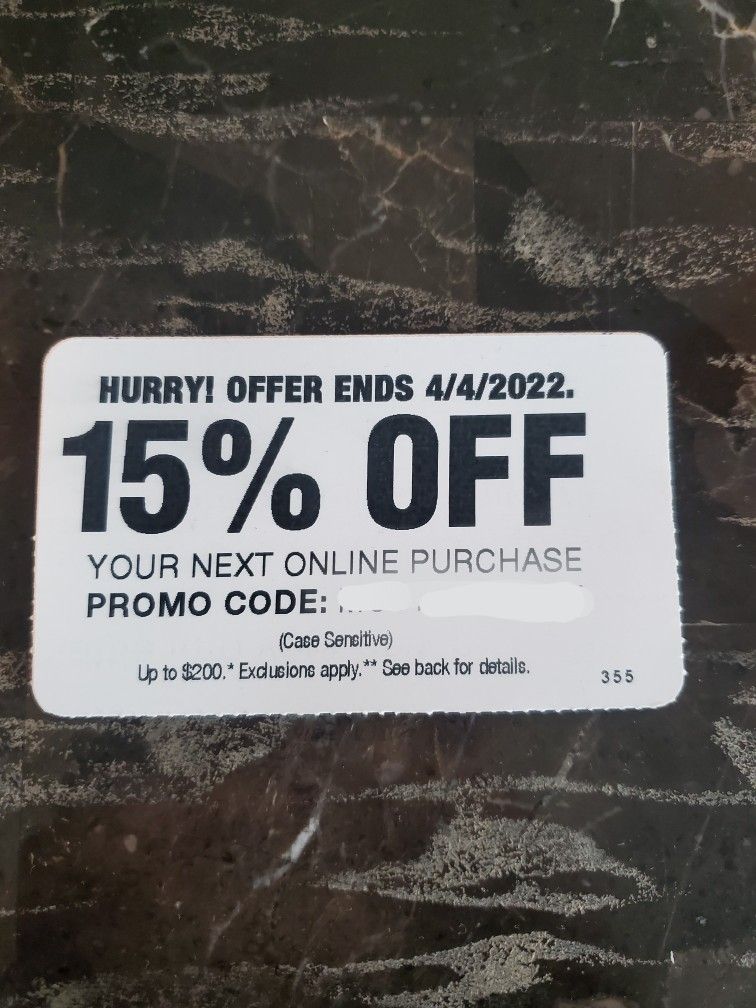 HURRY! OFFER ENDS 4/4/2022.
15% OFF
YOUR NEXT ONLINE PURCHASE
PROMO CODE:
(Case Sensitive)
Up to $200.* Exclusions apply.** See back for details.
355